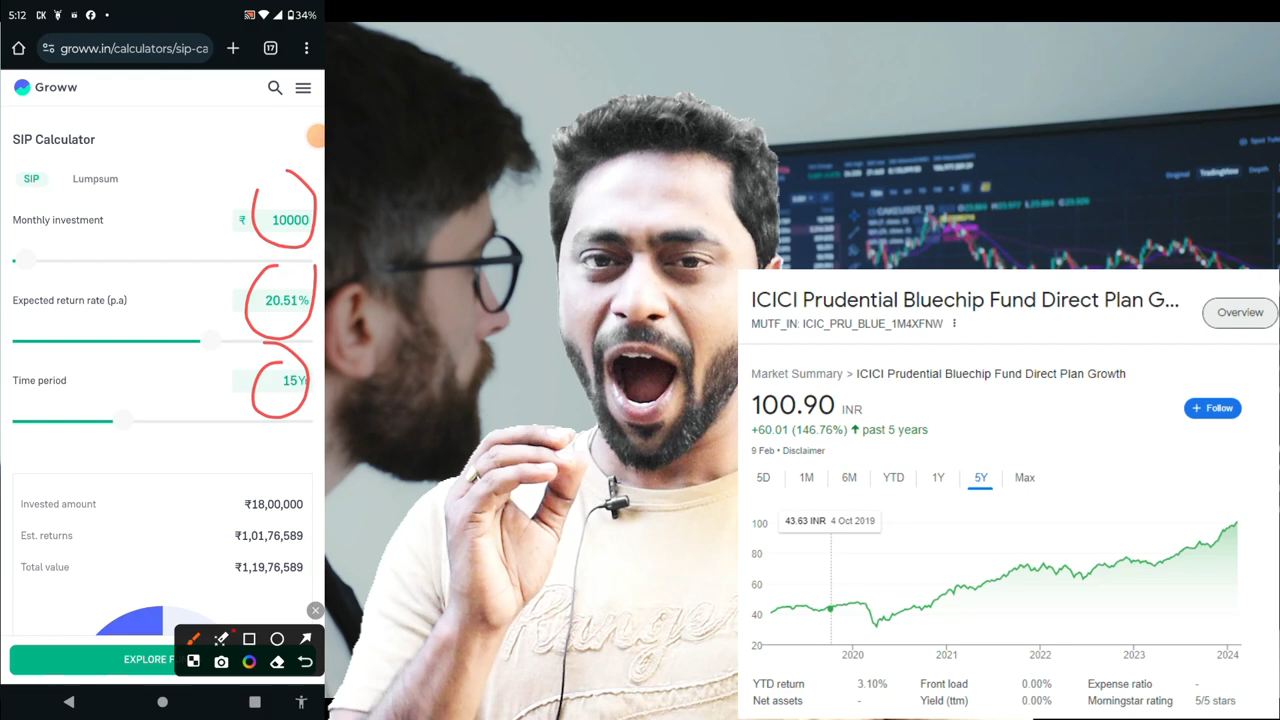 5:12 CK 34%
groww.in/calculators/sip-ca 17
Groww
SIP Calculator
SIP Lumpsum
Monthly investment ₹ 10000
Expected return rate (p.a) 20.51%
Time period 15
Invested amount ₹18,00,000
Est. returns ₹1,01,76,589
Total value ₹1,19,76,589
EXPLORE
Original TradingView Depth
Ranger
ICICI Prudential Bluechip Fund Direct Plan G...
MUTF_IN: ICIC_PRU_BLUE_1M4XFNW
Overview
Market Summary > ICICI Prudential Bluechip Fund Direct Plan Growth
100.90 INR
+ Follow
+60.01 (146.76%) ↑ past 5 years
9 Feb • Disclaimer
5D 1M 6M YTD 1Y 5Y Max
43.63 INR 4 Oct 2019
100
80
60
40
20
2020 2021 2022 2023 2024
YTD return 3.10% Front load 0.00% Expense ratio -
Net assets - Yield (ttm) 0.00% Morningstar rating 5/5 stars